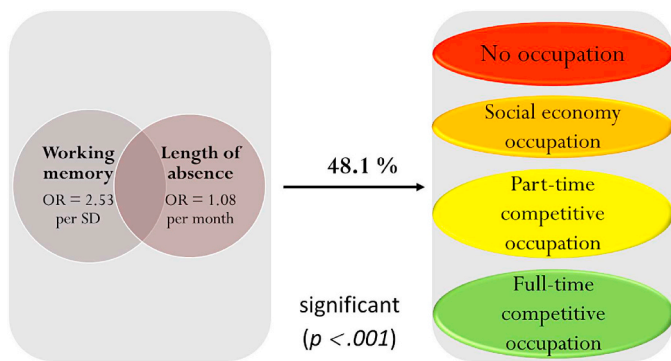 Working
memory
OR = 2.53
per SD
Length of
absence
OR = 1.08
per month
48.1 %
significant
(p <.001)
No occupation
Social economy
occupation
Part-time
competitive
occupation
Full-time
competitive
occupation